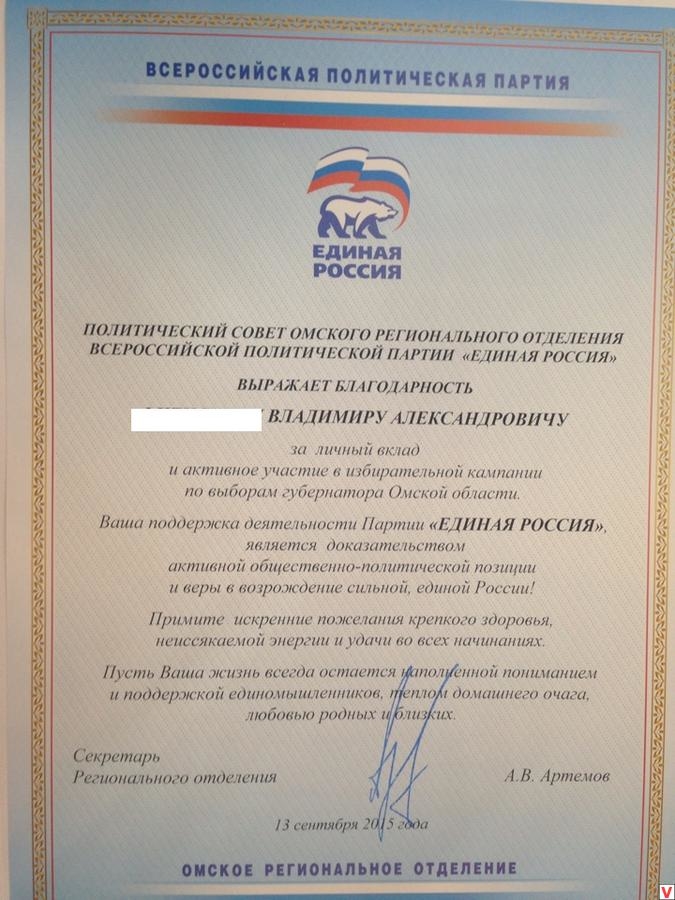 ВСЕРОССИЙСКАЯ ПОЛИТИЧЕСКАЯ ПАРТИЯ
ЕДИНАЯ
РОССИЯ
ПОЛИТИЧЕСКИЙ СОВЕТ ОМСКОГО РЕГИОНАЛЬНОГО ОТДЕЛЕНИЯ
ВСЕРОССИЙСКОЙ ПОЛИТИЧЕСКОЙ ПАРТИИ «ЕДИНАЯ РОССИЯ»
ВЫРАЖАЕТ БЛАГОДАРНОСТЬ
ВЛАДИМИРУ АЛЕКСАНДРОВИЧУ
за личный вклад
и активное участие в избирательной кампании
по выборам губернатора Омской области.
Ваша поддержка деятельности Партии «ЕДИНАЯ РОССИЯ»,
является доказательством
активной общественно-политической позиции
и веры в возрождение сильной, единой России!
Примите искренние пожелания крепкого здоровья,
неиссякаемой энергии и удачи во всех начинаниях.
Пусть Ваша жизнь всегда остается наполненной пониманием
и поддержкой единомышленников, теплом домашнего очага,
любовью родных и близких.
Секретарь
Регионального отделения
А.В. Артемов
13 сентября 2015 года
ОМСКОЕ РЕГИОНАЛЬНОЕ ОТДЕЛЕНИЕ
V